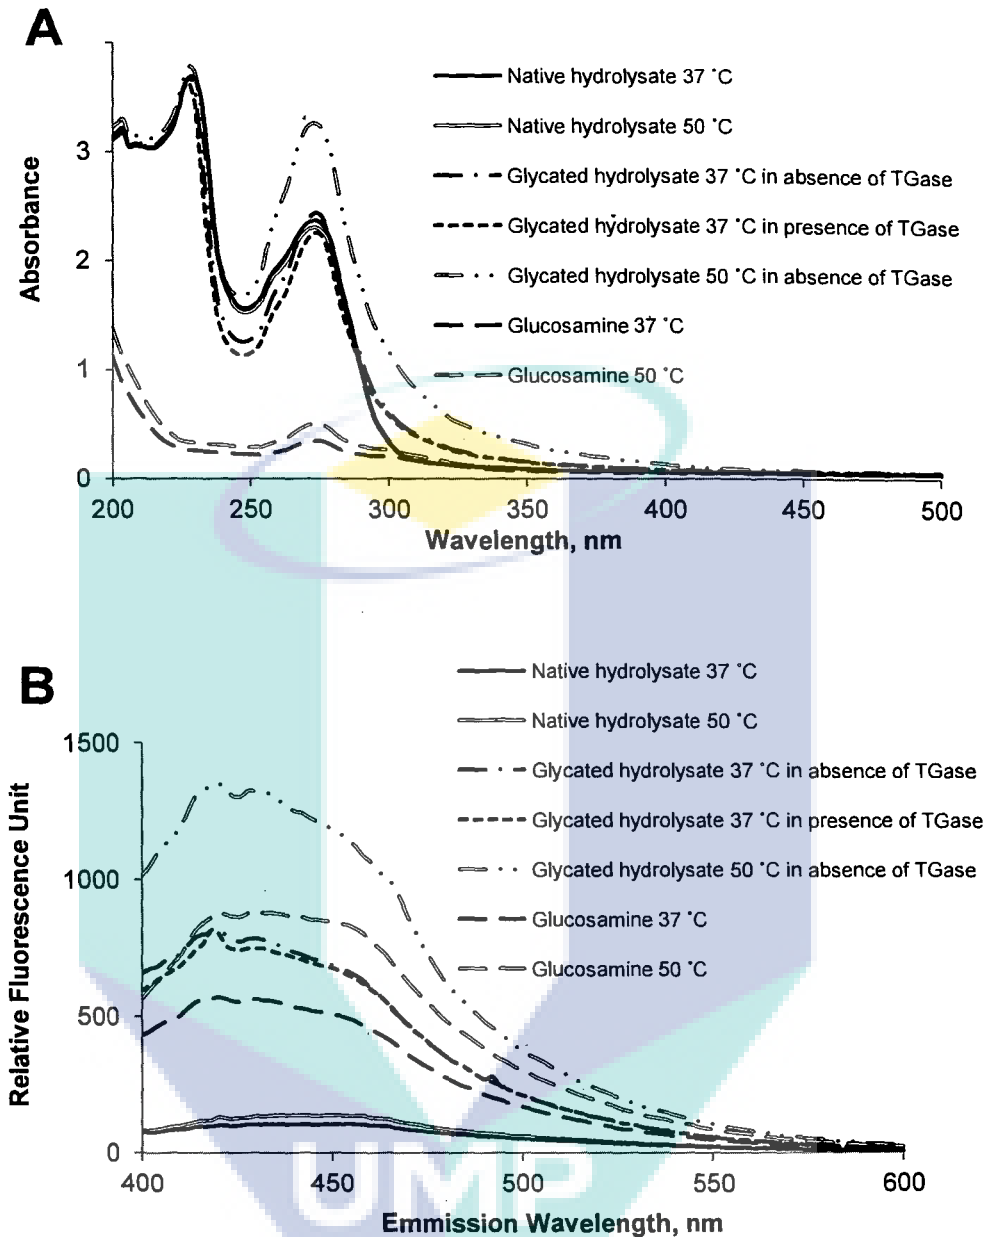 A
Absorbance
3
2
1
0
200 250 300 350 400 450 500
Wavelength, nm
Native hydrolysate 37 °C
Native hydrolysate 50 °C
Glycated hydrolysate 37 °C in absence of TGase
Glycated hydrolysate 37 °C in presence of TGase
Glycated hydrolysate 50 °C in absence of TGase
Glucosamine 37 °C
Glucosamine 50 °C
B
Relative Fluorescence Unit
1500
1000
500
0
400 450 500 550 600
Emmission Wavelength, nm
Native hydrolysate 37 °C
Native hydrolysate 50 °C
Glycated hydrolysate 37 °C in absence of TGase
Glycated hydrolysate 37 °C in presence of TGase
Glycated hydrolysate 50 °C in absence of TGase
Glucosamine 37 °C
Glucosamine 50 °C
UMP